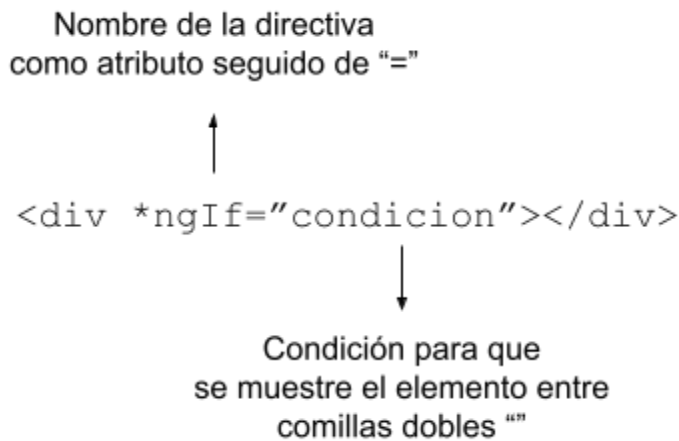 Nombre de la directiva
como atributo seguido de “=”
<div *ngIf=”condicion”></div>
Condición para que
se muestre el elemento entre
comillas dobles “”